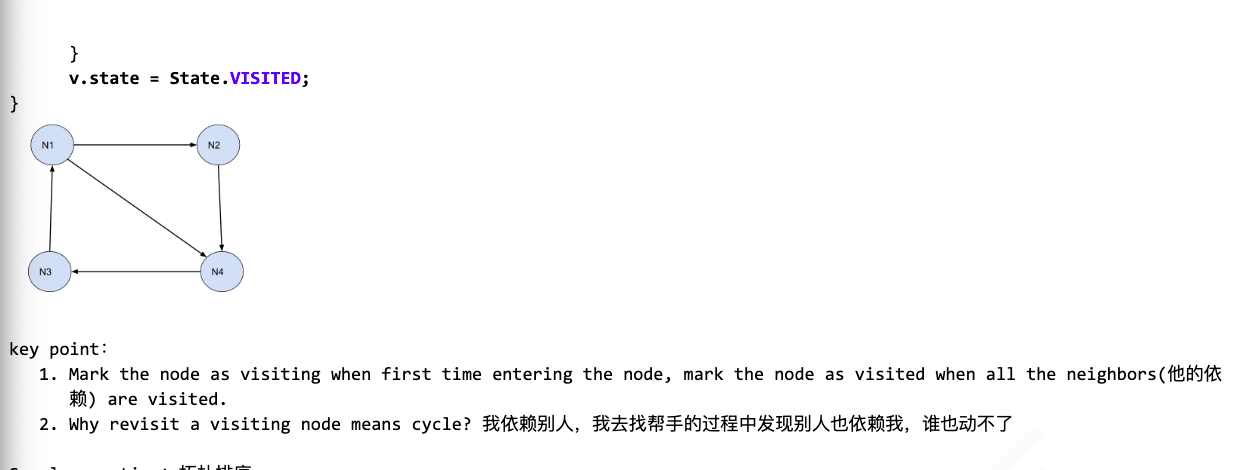 }
v.state = State.VISITED;
}
N1
N2
N3
N4
key point:
1. Mark the node as visiting when first time entering the node, mark the node as visited when all the neighbors(他的依
赖) are visited.
2. Why revisit a visiting node means cycle? 我依赖别人, 我去找帮手的过程中发现别人也依赖我, 谁也动不了